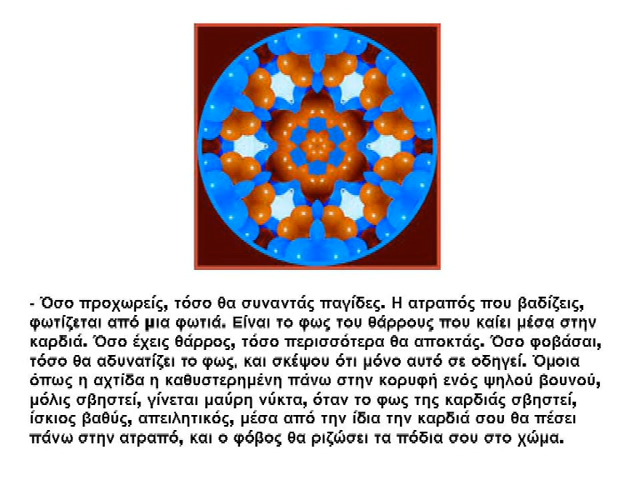 - Όσο προχωρείς, τόσο θα συναντάς παγίδες. Η ατραπός που βαδίζεις,
φωτίζεται από μια φωτιά. Είναι το φως του θάρρους που καίει μέσα στην
καρδιά. Όσο έχεις θάρρος, τόσο περισσότερα θα αποκτάς. Όσο φοβάσαι,
τόσο θα αδυνατίζει το φως, και σκέψου ότι μόνο αυτό σε οδηγεί. Όμοια
όπως η αχτίδα η καθυστερημένη πάνω στην κορυφή ενός ψηλού βουνού,
μόλις σβηστεί, γίνεται μαύρη νύκτα, όταν το φως της καρδιάς σβηστεί,
ίσκιος βαθύς, απειλητικός, μέσα από την ίδια την καρδιά σου θα πέσει
πάνω στην ατραπό, και ο φόβος θα ριζώσει τα πόδια σου στο χώμα.